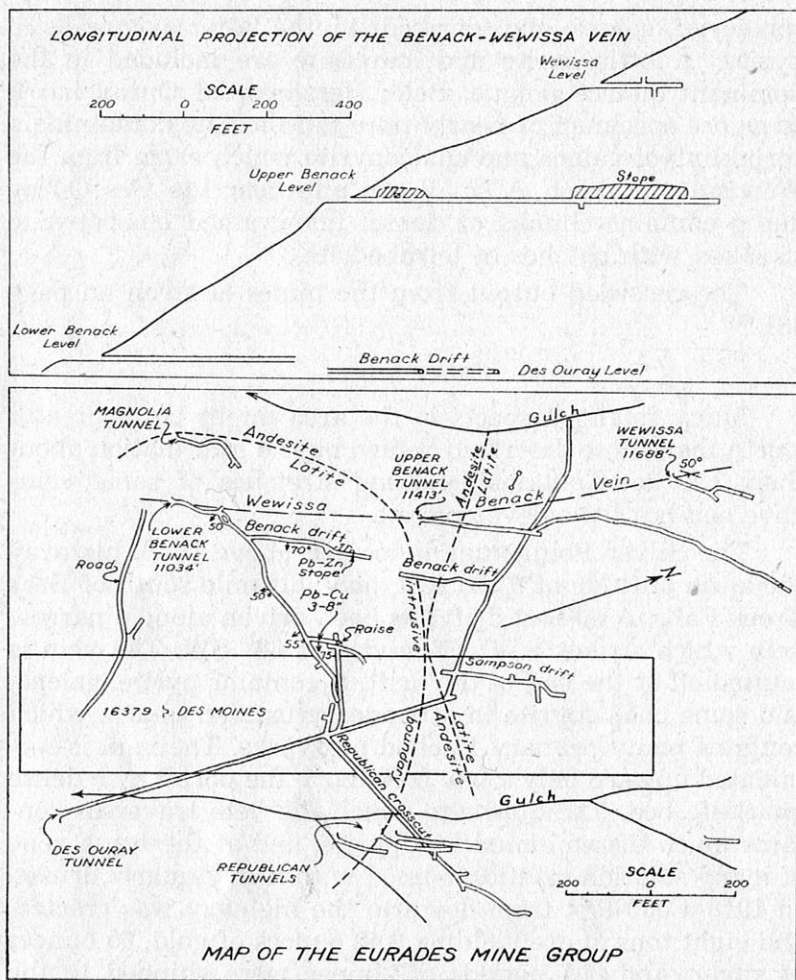 LONGITUDINAL PROJECTION OF THE BENACK-WEWISSA VEIN
Wewissa
Level
SCALE
200 0 200 400
FEET
Upper Benack
Level
Stope
Lower Benack
Level
Benack Drift
Des Ouray Level
MAGNOLIA
TUNNEL
Andesite
Latite
Gulch
WEWISSA
TUNNEL
11688'
50°
UPPER
BENACK
TUNNEL
11413'
Andesite
Latite
Benack
Vein
Wewissa
50
Benack drift
LOWER
BENACK
TUNNEL
11034'
70°
Pb-Zn
Stope
Benack drift
Road
58°
Pb-Cu
3-8"
Raise
55°
75°
Intrusive
N
Sampson drift
16379
DES MOINES
boundary
Latite
Andesite
Republican crosscut
Gulch
DES OURAY
TUNNEL
REPUBLICAN
TUNNELS
SCALE
200 0 200
FEET
MAP OF THE EURADES MINE GROUP